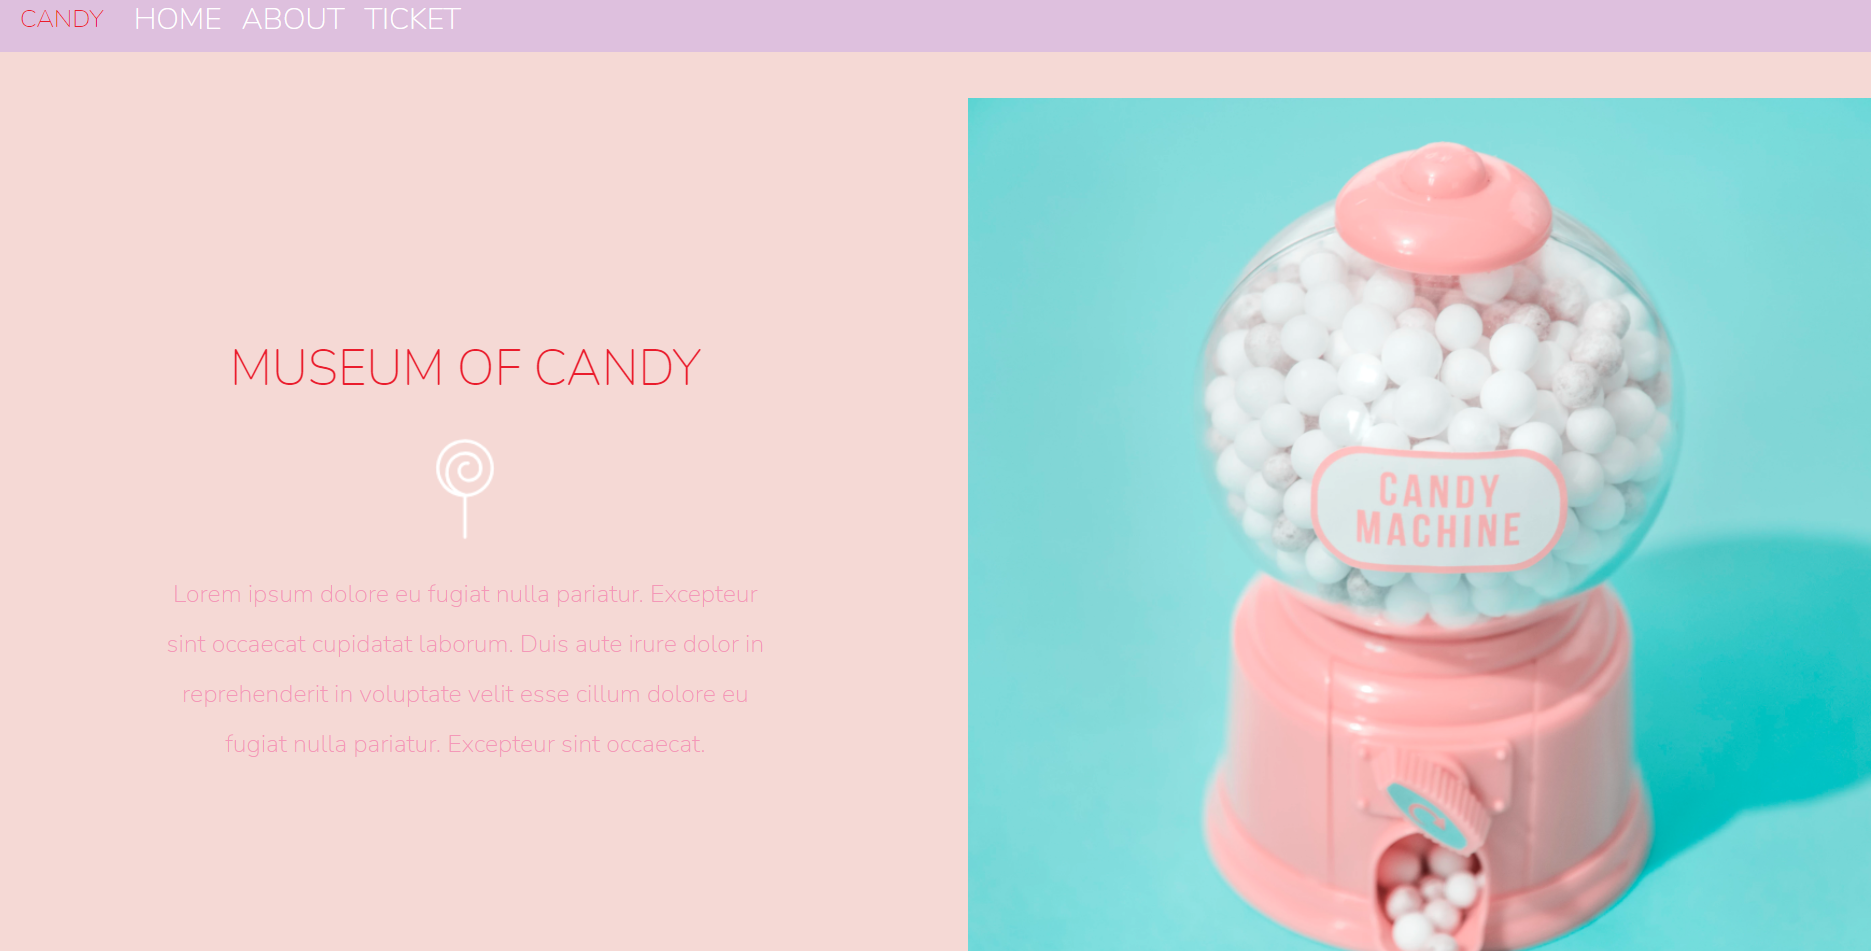 CANDY HOME ABOUT TICKET
MUSEUM OF CANDY
Lorem ipsum dolore eu fugiat nulla pariatur. Excepteur
sint occaecat cupidatat laborum. Duis aute irure dolor in
reprehenderit in voluptate velit esse cillum dolore eu
fugiat nulla pariatur. Excepteur sint occaecat.
CANDY
MACHINE